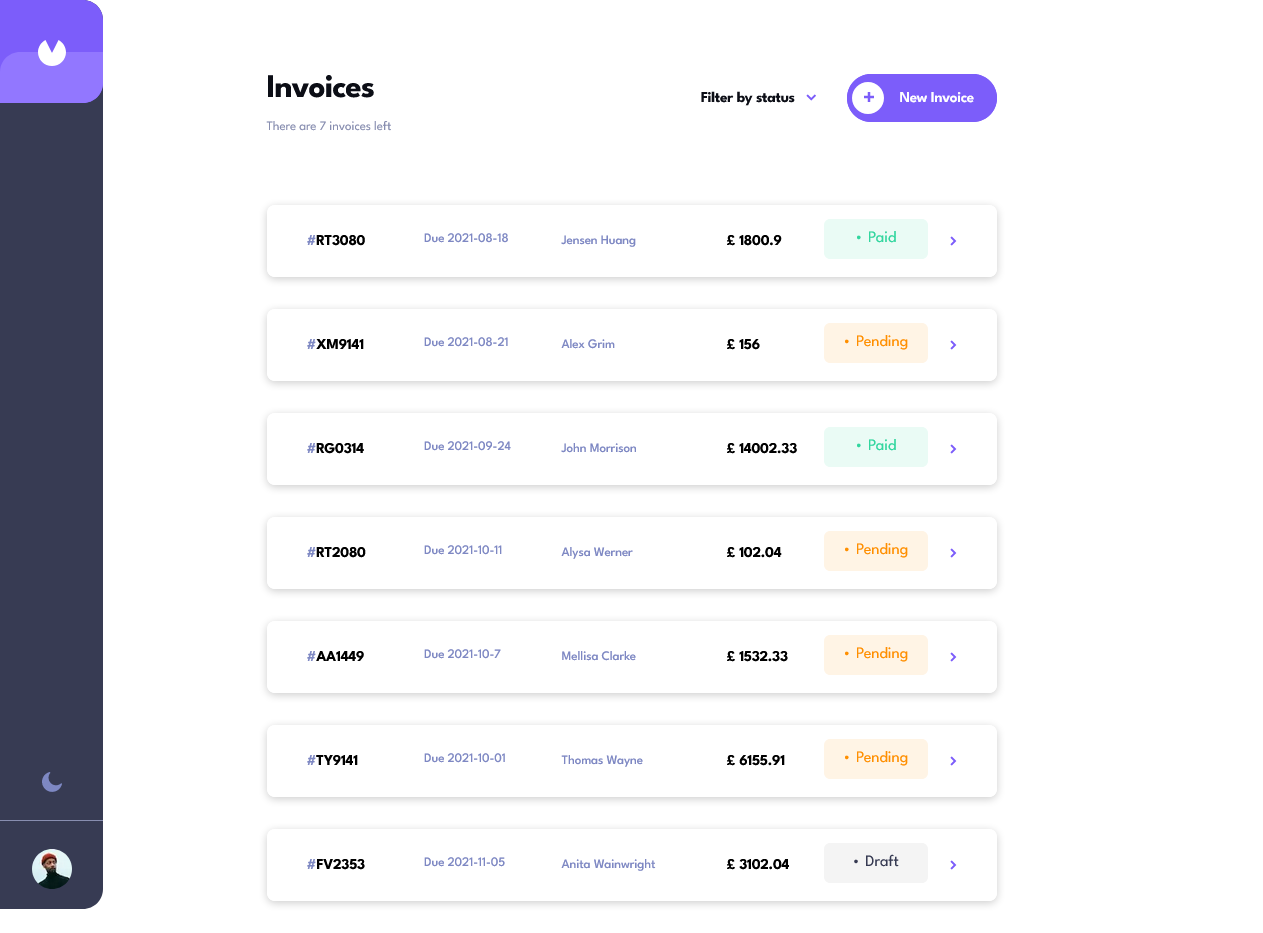 Invoices
There are 7 invoices left
Filter by status
+ New Invoice
#RT3080 Due 2021-08-18 Jensen Huang £ 1800.9 • Paid
#XM9141 Due 2021-08-21 Alex Grim £ 156 • Pending
#RG0314 Due 2021-09-24 John Morrison £ 14002.33 • Paid
#RT2080 Due 2021-10-11 Alysa Werner £ 102.04 • Pending
#AA1449 Due 2021-10-7 Mellisa Clarke £ 1532.33 • Pending
#TY9141 Due 2021-10-01 Thomas Wayne £ 6155.91 • Pending
#FV2353 Due 2021-11-05 Anita Wainwright £ 3102.04 • Draft